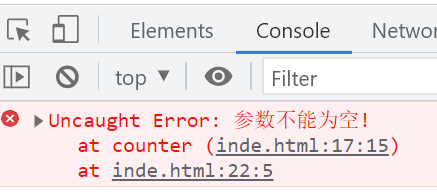 Elements Console Netwo
top Filter
Uncaught Error: 参数不能为空!
at counter (inde.html:17:15)
at inde.html:22:5